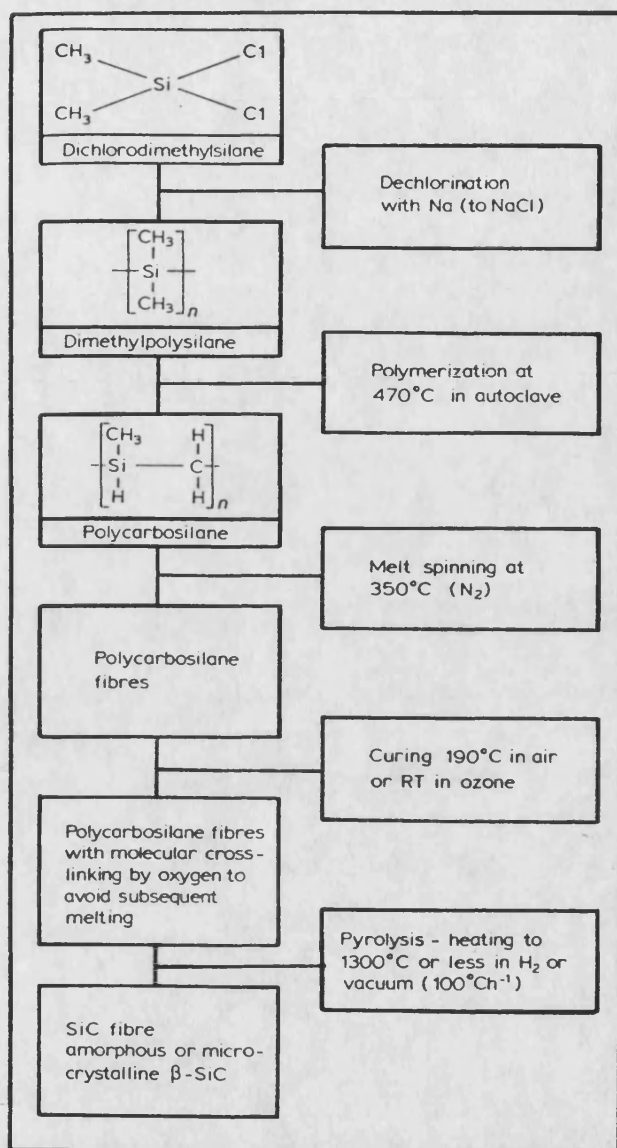 CH3 Cl
Si
CH3 Cl
Dichlorodimethylsilane
Dechlorination
with Na (to NaCl)
CH3
Si
CH3 n
Dimethylpolysilane
Polymerization at
470°C in autoclave
CH3 H
Si C
H H n
Polycarbosilane
Melt spinning at
350°C (N2)
Polycarbosilane
fibres
Curing 190°C in air
or RT in ozone
Polycarbosilane fibres
with molecular cross-
linking by oxygen to
avoid subsequent
melting
Pyrolysis - heating to
1300°C or less in H2 or
vacuum (100°Ch-1)
SiC fibre
amorphous or micro-
crystalline β-SiC